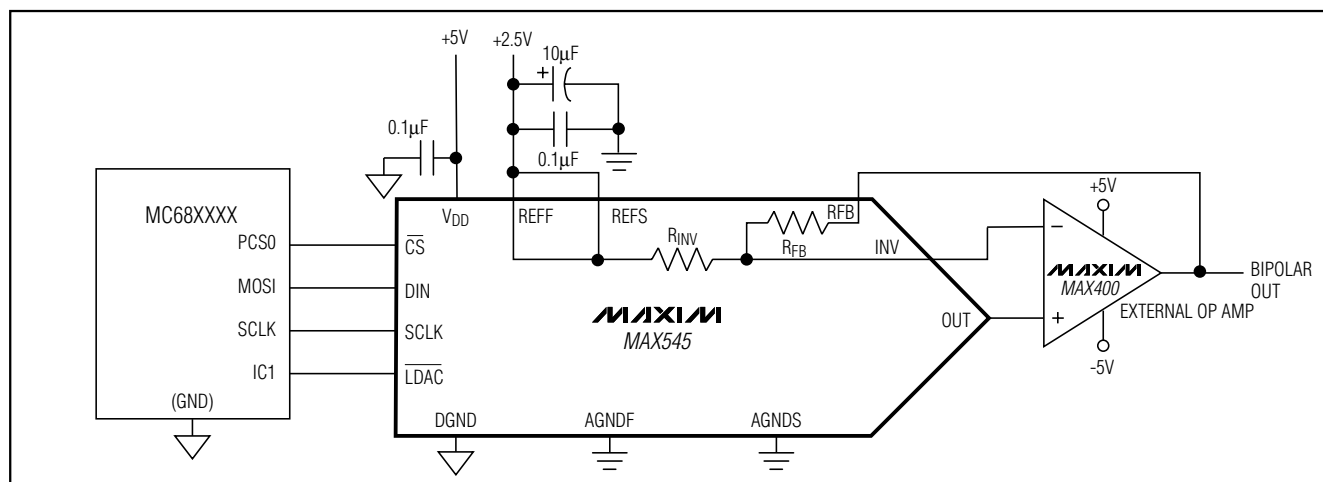 +5V
+2.5V
10µF
+
0.1µF
0.1µF
MC68XXXX
VDD
REFF
REFS
RFB
+5V
PCS0
CS
RINV
RFB
INV
−
MAXIM
MAX400
BIPOLAR
OUT
MOSI
DIN
EXTERNAL OP AMP
MAXIM
MAX545
SCLK
SCLK
OUT
+
IC1
LDAC
-5V
(GND)
DGND
AGNDF
AGNDS